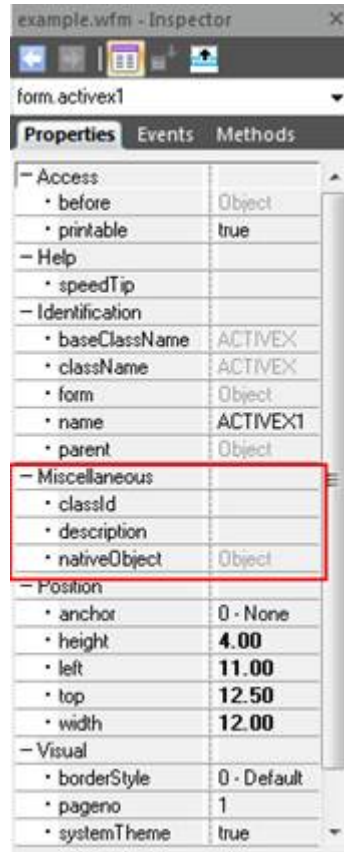 example.wfm - Inspector
form.activex1
Properties Events Methods
Access
before Object
printable true
Help
speedTip
Identification
baseClassName ACTIVEX
className ACTIVEX
form Object
name ACTIVEX1
parent Object
Miscellaneous
classId
description
nativeObject Object
Position
anchor 0 - None
height 4.00
left 11.00
top 12.50
width 12.00
Visual
borderStyle 0 - Default
pageno 1
systemTheme true